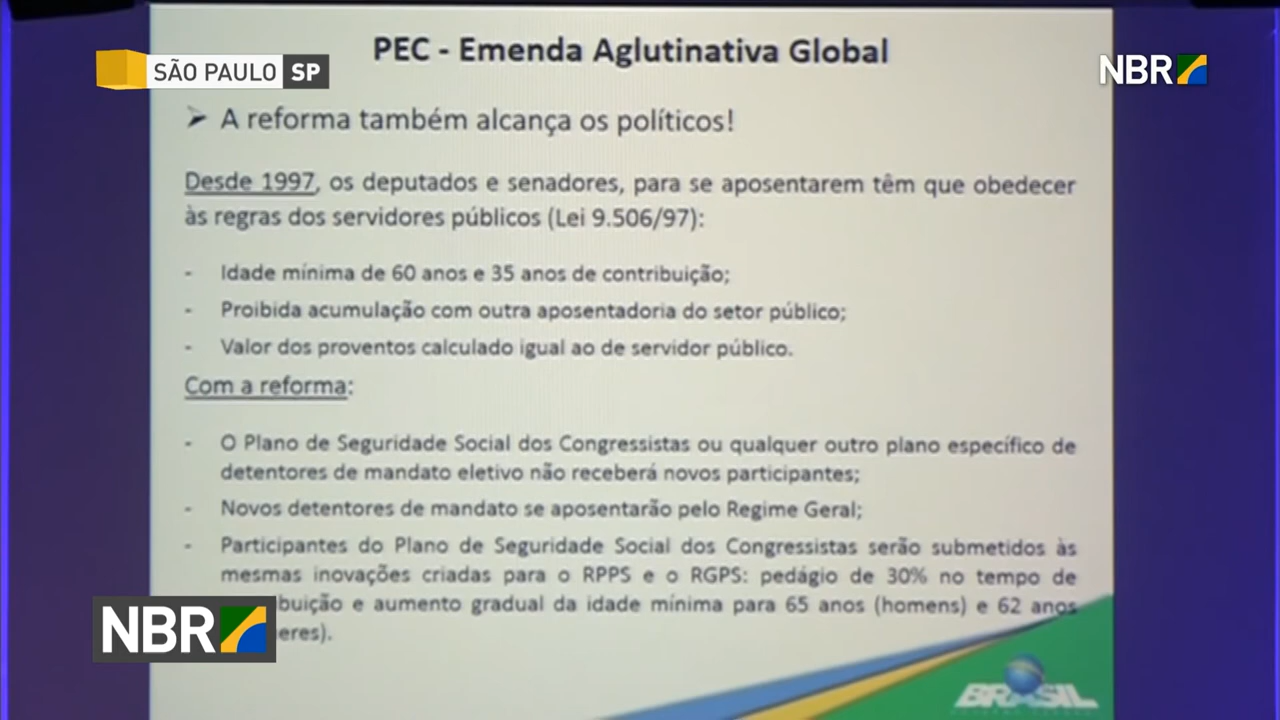 PEC - Emenda Aglutinativa Global
SÃO PAULO SP
NBR
➢ A reforma também alcança os políticos!
Desde 1997, os deputados e senadores, para se aposentarem têm que obedecer
às regras dos servidores públicos (Lei 9.506/97):
- Idade mínima de 60 anos e 35 anos de contribuição;
- Proibida acumulação com outra aposentadoria do setor público;
- Valor dos proventos calculado igual ao de servidor público.
Com a reforma:
- O Plano de Seguridade Social dos Congressistas ou qualquer outro plano específico de
detentores de mandato eletivo não receberá novos participantes;
- Novos detentores de mandato se aposentarão pelo Regime Geral;
- Participantes do Plano de Seguridade Social dos Congressistas serão submetidos às
mesmas inovações criadas para o RPPS e o RGPS: pedágio de 30% no tempo de
buição e aumento gradual da idade mínima para 65 anos (homens) e 62 anos
eres).
NBR
BRASIL